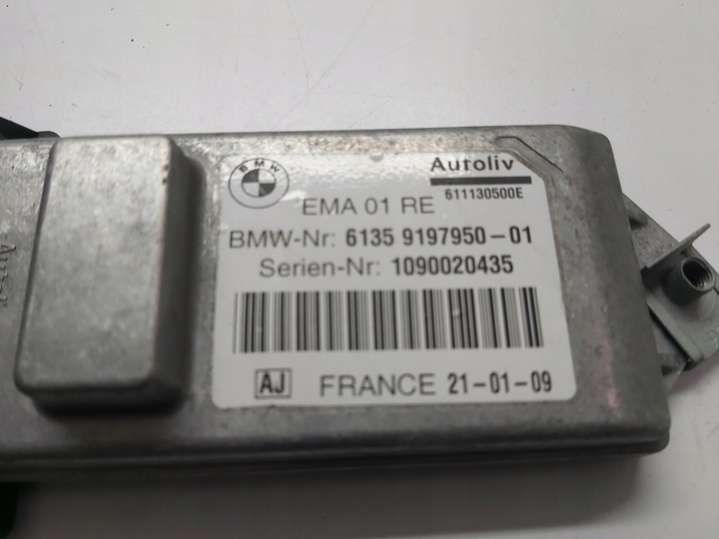 BMW
Autoliv
611130500E
EMA 01 RE
BMW-Nr: 6135 9197950-01
Serien-Nr: 1090020435
AJ FRANCE 21-01-09